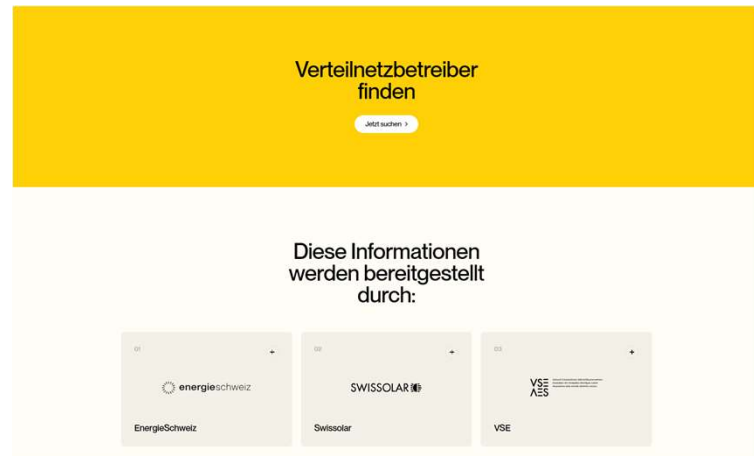 Verteilnetzbetreiber
finden
Jetzt suchen >
Diese Informationen
werden bereitgestellt
durch:
01
+
energieschweiz
EnergieSchweiz
02
+
SWISSOLAR
Swissolar
03
+
VSE
AES
VSE